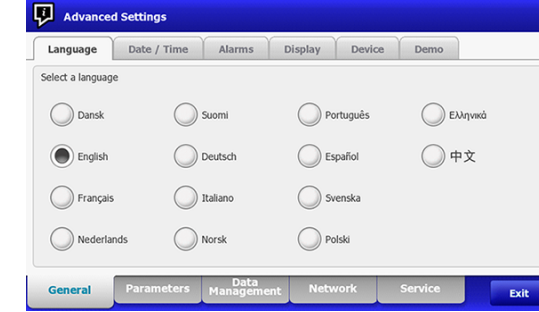 Advanced Settings
Language Date / Time Alarms Display Device Demo
Select a language
Dansk Suomi Português Ελληνικά
English Deutsch Español 中文
Français Italiano Svenska
Nederlands Norsk Polski
General Parameters Data Management Network Service Exit